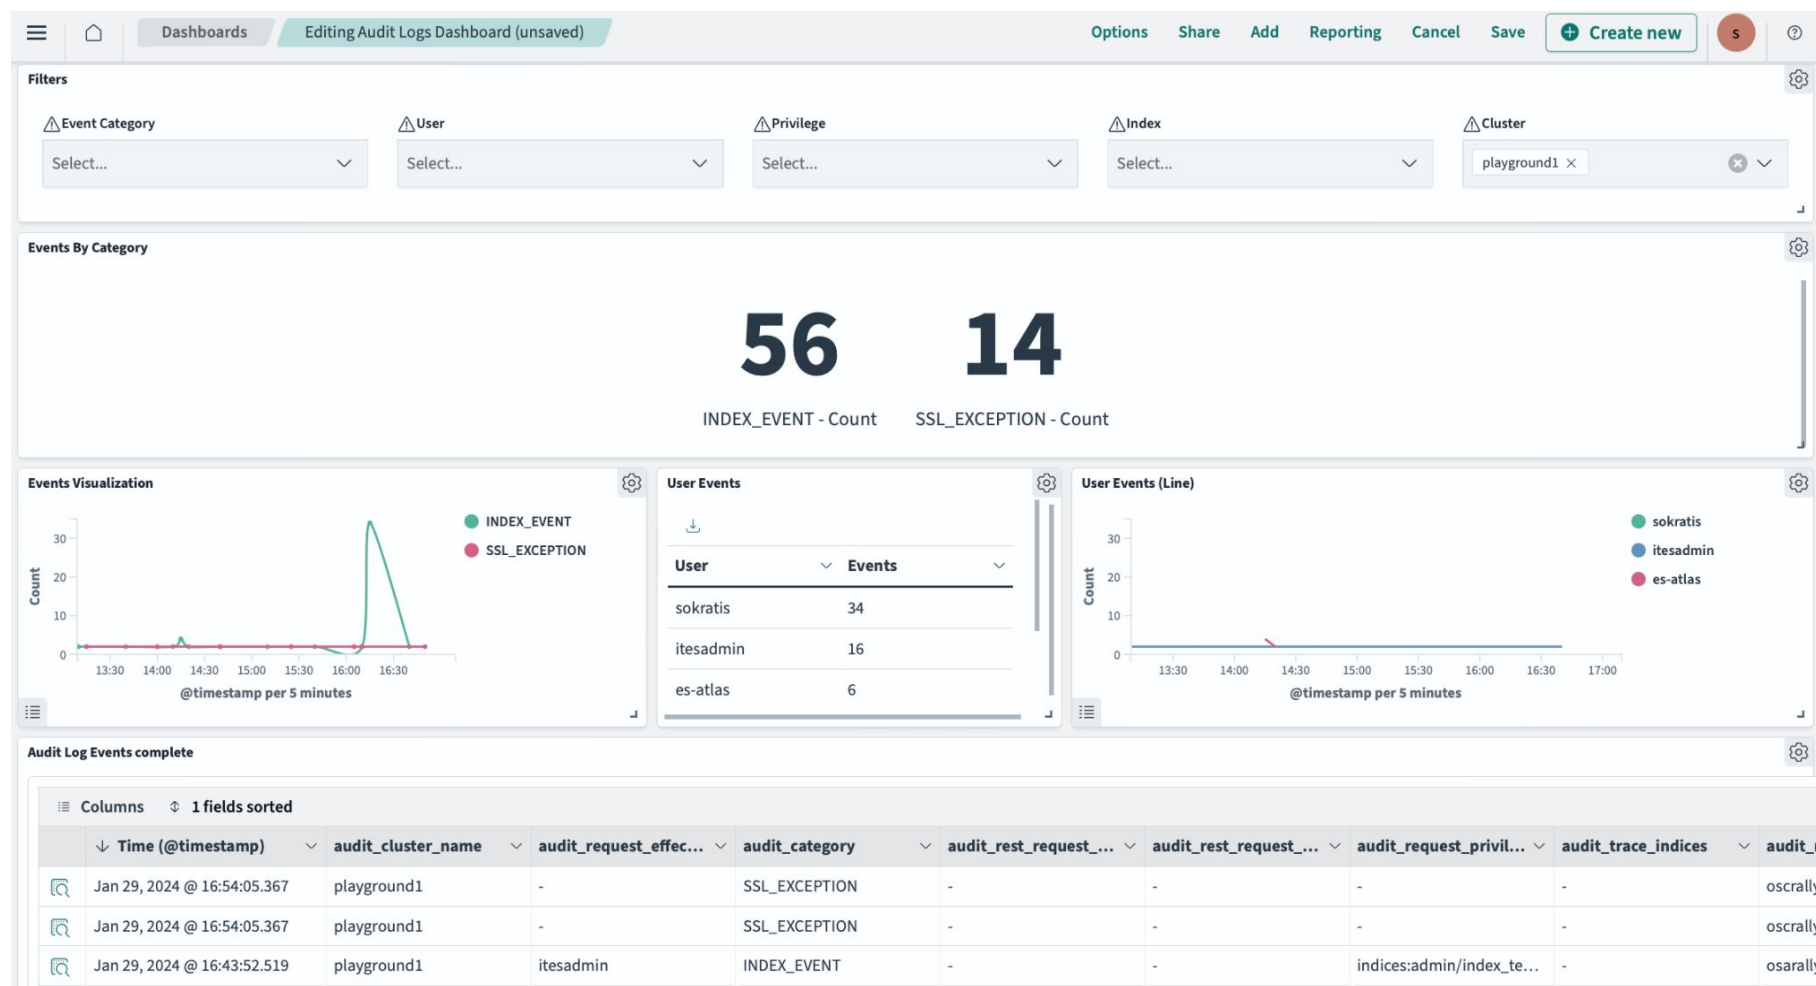 Dashboards Editing Audit Logs Dashboard (unsaved) Options Share Add Reporting Cancel Save Create new s
Filters
Event Category User Privilege Index Cluster
Select... Select... Select... Select... playground1
Events By Category
56 14
INDEX_EVENT - Count SSL_EXCEPTION - Count
Events Visualization
INDEX_EVENT
SSL_EXCEPTION
Count
30
20
10
0
13:30 14:00 14:30 15:00 15:30 16:00 16:30
@timestamp per 5 minutes
User Events
User Events
sokratis 34
itesadmin 16
es-atlas 6
User Events (Line)
sokratis
itesadmin
es-atlas
Count
30
20
10
0
13:30 14:00 14:30 15:00 15:30 16:00 16:30 17:00
@timestamp per 5 minutes
Audit Log Events complete
Columns 1 fields sorted
Time (@timestamp) audit_cluster_name audit_request_effec... audit_category audit_rest_request_... audit_rest_request_... audit_request_privil... audit_trace_indices
Jan 29, 2024 @ 16:54:05.367 playground1 - SSL_EXCEPTION - - - - oscrally
Jan 29, 2024 @ 16:54:05.367 playground1 - SSL_EXCEPTION - - - - oscrally
Jan 29, 2024 @ 16:43:52.519 playground1 itesadmin INDEX_EVENT - - indices:admin/index_te... - osarally